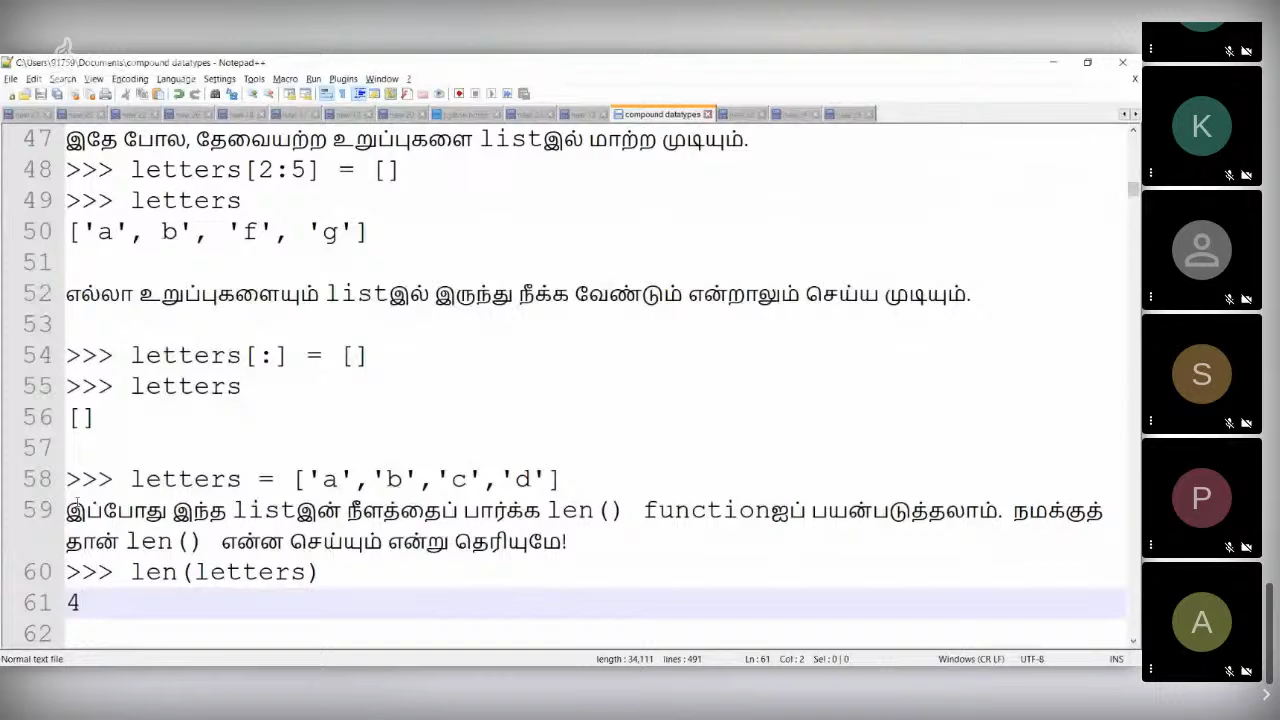 C:\Users\91759\Documents\compound datatypes - Notepad++
File Edit Search View Encoding Language Settings Tools Macro Run Plugins Window ?
compound datatypes
47 இதே போல, தேவையற்ற உறுப்புகளை listஇல் மாற்ற முடியும்.
48 >>> letters[2:5] = []
49 >>> letters
50 ['a', b', 'f', 'g']
51
52 எல்லா உறுப்புகளையும் listஇல் இருந்து நீக்க வேண்டும் என்றாலும் செய்ய முடியும்.
53
54 >>> letters[:] = []
55 >>> letters
56 []
57
58 >>> letters = ['a','b','c','d']
59 இப்போது இந்த listஇன் நீளத்தைப் பார்க்க len() functionஐப் பயன்படுத்தலாம். நமக்குத்
தான் len() என்ன செய்யும் என்று தெரியுமே!
60 >>> len(letters)
61 4
62
Normal text file length : 34,111 lines : 491 Ln : 61 Col : 2 Sel : 0 | 0 Windows (CR LF) UTF-8 INS
K
S
P
A